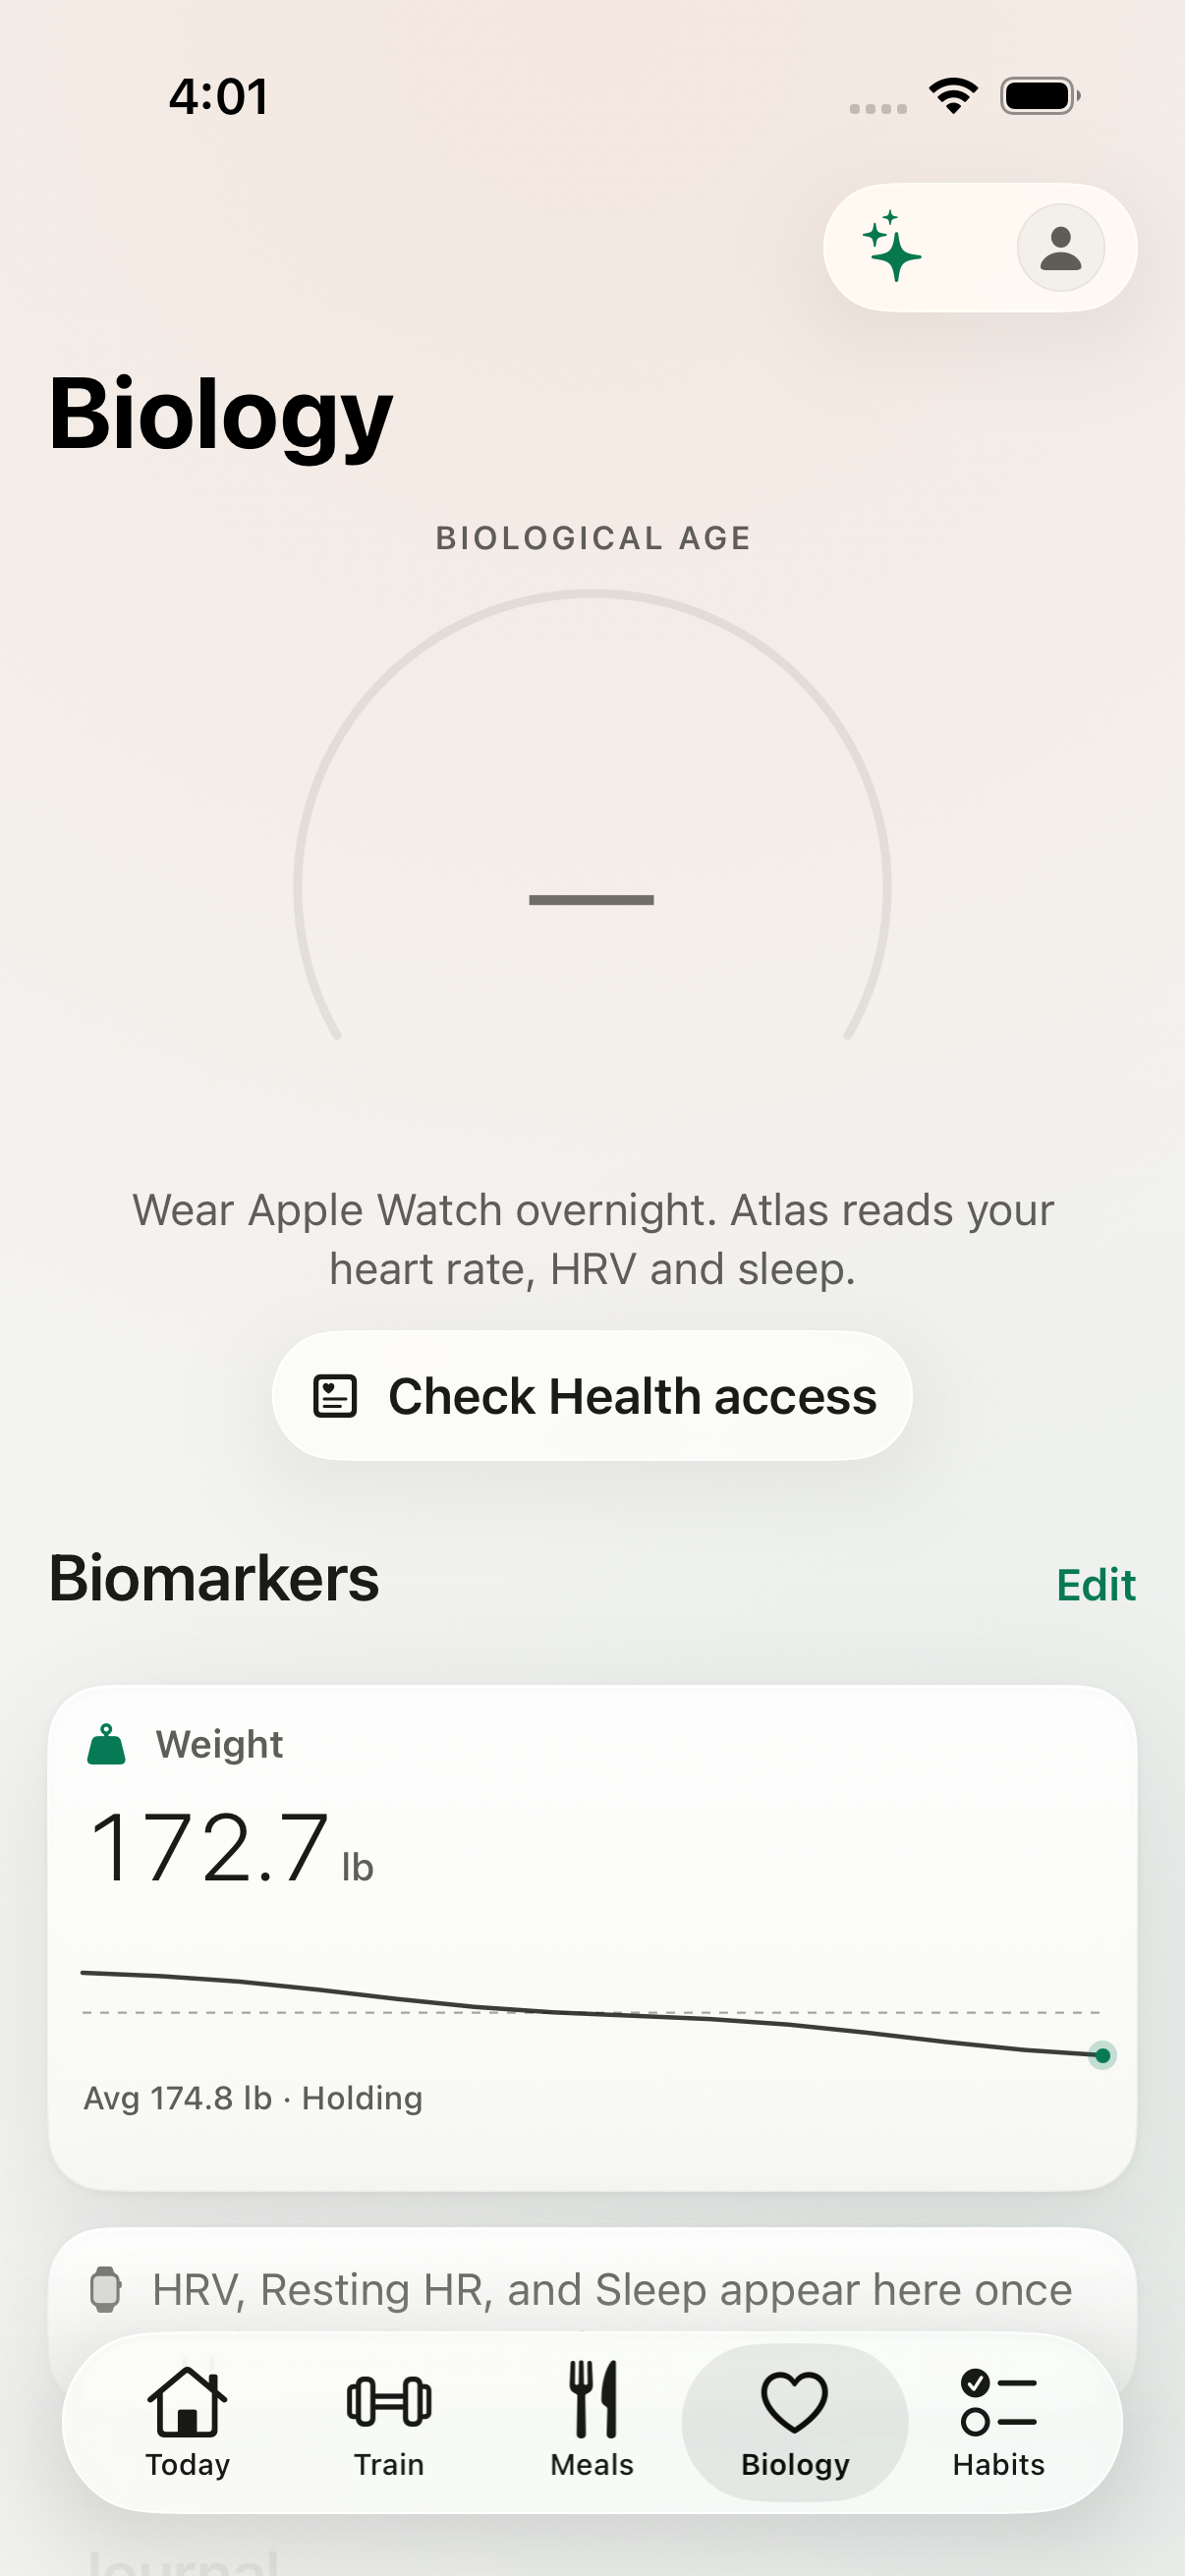 4:01
Biology
BIOLOGICAL AGE
—
Wear Apple Watch overnight. Atlas reads your
heart rate, HRV and sleep.
Check Health access
Biomarkers
Edit
Weight
172.7 lb
Avg 174.8 lb · Holding
HRV, Resting HR, and Sleep appear here once
Today
Train
Meals
Biology
Habits
Journal